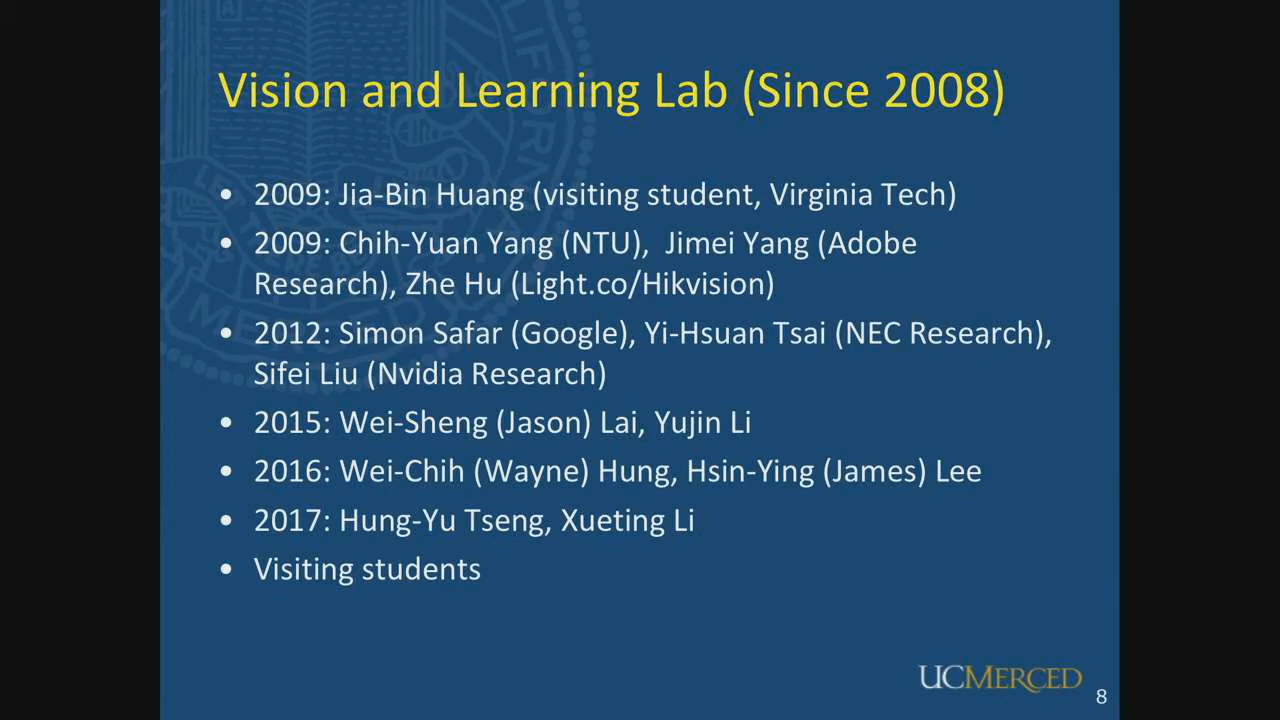 Vision and Learning Lab (Since 2008)
• 2009: Jia-Bin Huang (visiting student, Virginia Tech)
• 2009: Chih-Yuan Yang (NTU), Jimei Yang (Adobe
Research), Zhe Hu (Light.co/Hikvision)
• 2012: Simon Safar (Google), Yi-Hsuan Tsai (NEC Research),
Sifei Liu (Nvidia Research)
• 2015: Wei-Sheng (Jason) Lai, Yujin Li
• 2016: Wei-Chih (Wayne) Hung, Hsin-Ying (James) Lee
• 2017: Hung-Yu Tseng, Xueting Li
• Visiting students
UCMERCED
8